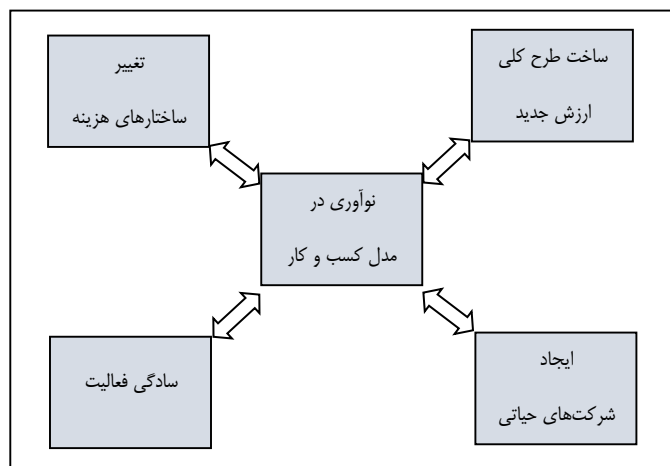 ساخت طرح کلی
ارزش جدید
تغییر
ساختارهای هزینه
نوآوری در
مدل کسب و کار
ایجاد
شرکت‌های حیاتی
سادگی فعالیت